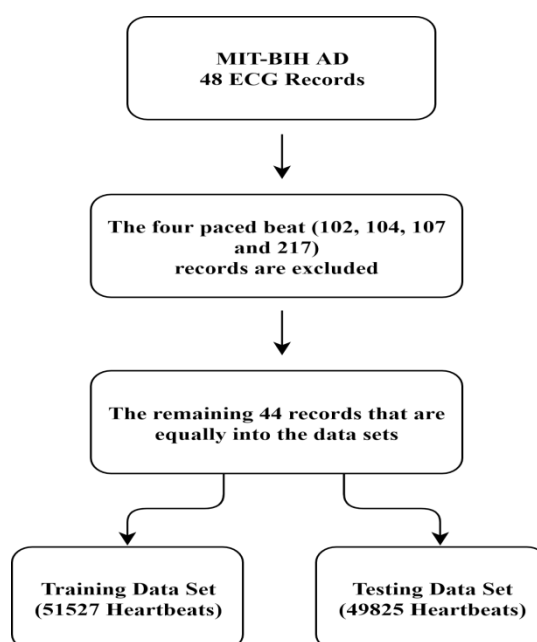 MIT-BIH AD
48 ECG Records
The four paced beat (102, 104, 107
and 217)
records are excluded
The remaining 44 records that are
equally into the data sets
Training Data Set
(51527 Heartbeats)
Testing Data Set
(49825 Heartbeats)